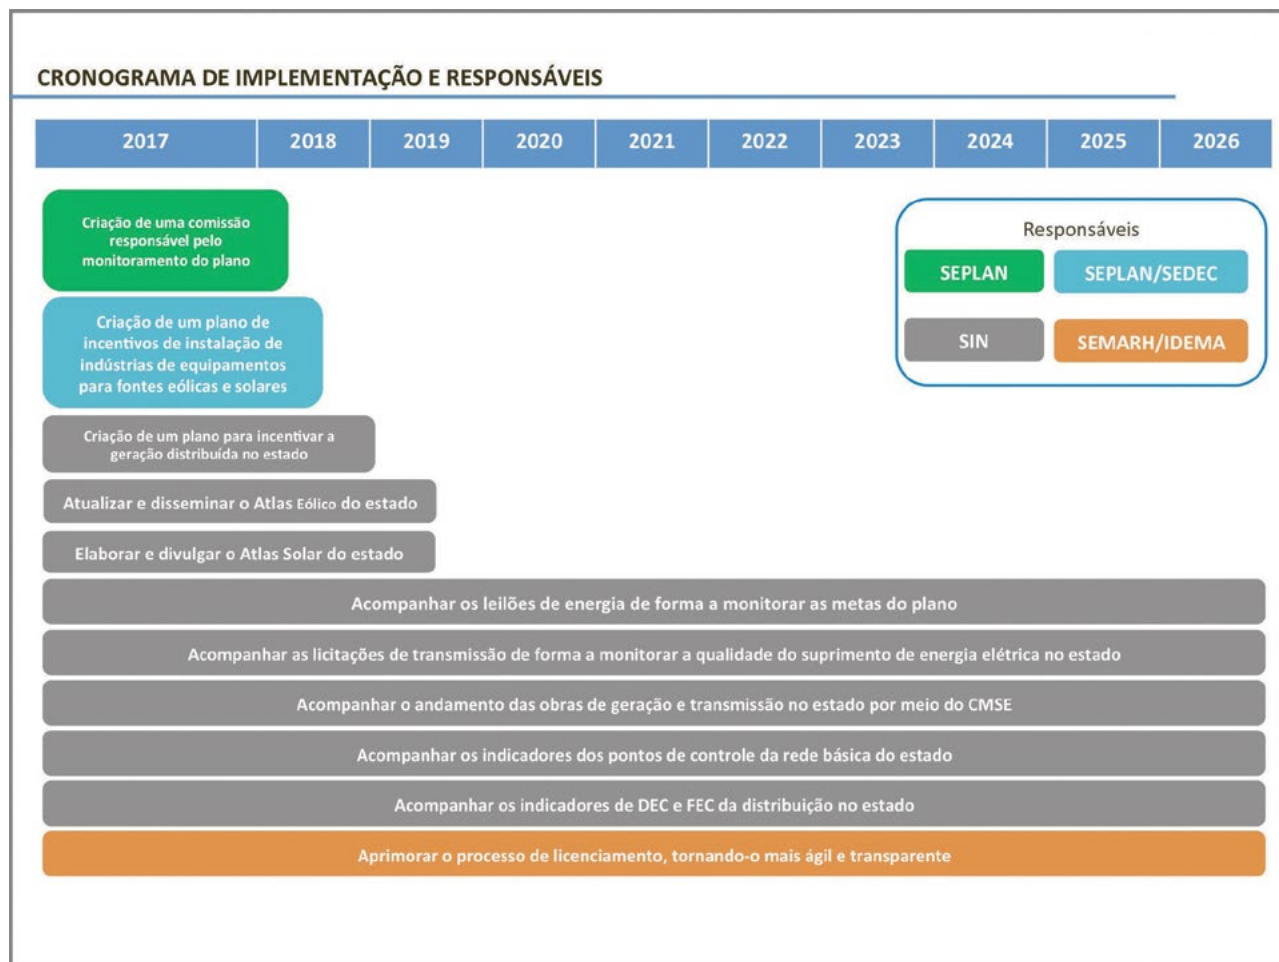 CRONOGRAMA DE IMPLEMENTAÇÃO E RESPONSÁVEIS
2017 2018 2019 2020 2021 2022 2023 2024 2025 2026
Criação de uma comissão
responsável pelo
monitoramento do plano
Responsáveis
SEPLAN SEPLAN/SEDEC
SIN SEMARH/IDEMA
Criação de um plano de
incentivos de instalação de
indústrias de equipamentos
para fontes eólicas e solares
Criação de um plano para incentivar a
geração distribuída no estado
Atualizar e disseminar o Atlas Eólico do estado
Elaborar e divulgar o Atlas Solar do estado
Acompanhar os leilões de energia de forma a monitorar as metas do plano
Acompanhar as licitações de transmissão de forma a monitorar a qualidade do suprimento de energia elétrica no estado
Acompanhar o andamento das obras de geração e transmissão no estado por meio do CMSE
Acompanhar os indicadores dos pontos de controle da rede básica do estado
Acompanhar os indicadores de DEC e FEC da distribuição no estado
Aprimorar o processo de licenciamento, tornando-o mais ágil e transparente